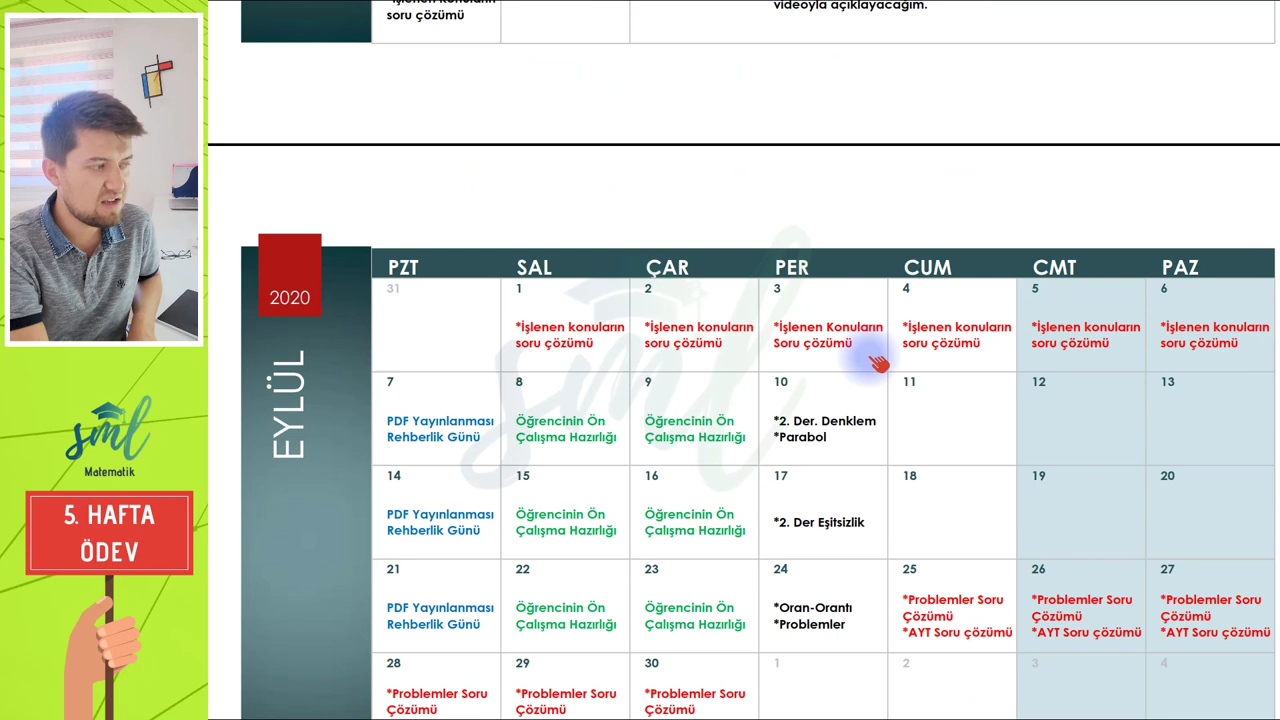 *İşlenen Konuların
soru çözümü
videoyla açıklayacağım.
2020
EYLÜL
PZT SAL ÇAR PER CUM CMT PAZ
31 1 2 3 4 5 6
*İşlenen konuların *İşlenen konuların *İşlenen Konuların *İşlenen konuların *İşlenen konuların *İşlenen konuların
soru çözümü soru çözümü Soru çözümü soru çözümü soru çözümü soru çözümü
7 8 9 10 11 12 13
PDF Yayınlanması Öğrencinin Ön Öğrencinin Ön *2. Der. Denklem
Rehberlik Günü Çalışma Hazırlığı Çalışma Hazırlığı *Parabol
14 15 16 17 18 19 20
PDF Yayınlanması Öğrencinin Ön Öğrencinin Ön *2. Der Eşitsizlik
Rehberlik Günü Çalışma Hazırlığı Çalışma Hazırlığı
21 22 23 24 25 26 27
PDF Yayınlanması Öğrencinin Ön Öğrencinin Ön *Oran-Orantı *Problemler Soru *Problemler Soru *Problemler Soru
Rehberlik Günü Çalışma Hazırlığı Çalışma Hazırlığı *Problemler Çözümü Çözümü Çözümü
*AYT Soru çözümü *AYT Soru çözümü *AYT Soru çözümü
28 29 30 1 2 3 4
*Problemler Soru *Problemler Soru *Problemler Soru
Çözümü Çözümü Çözümü
sml
sml
Matematik
5. HAFTA
ÖDEV